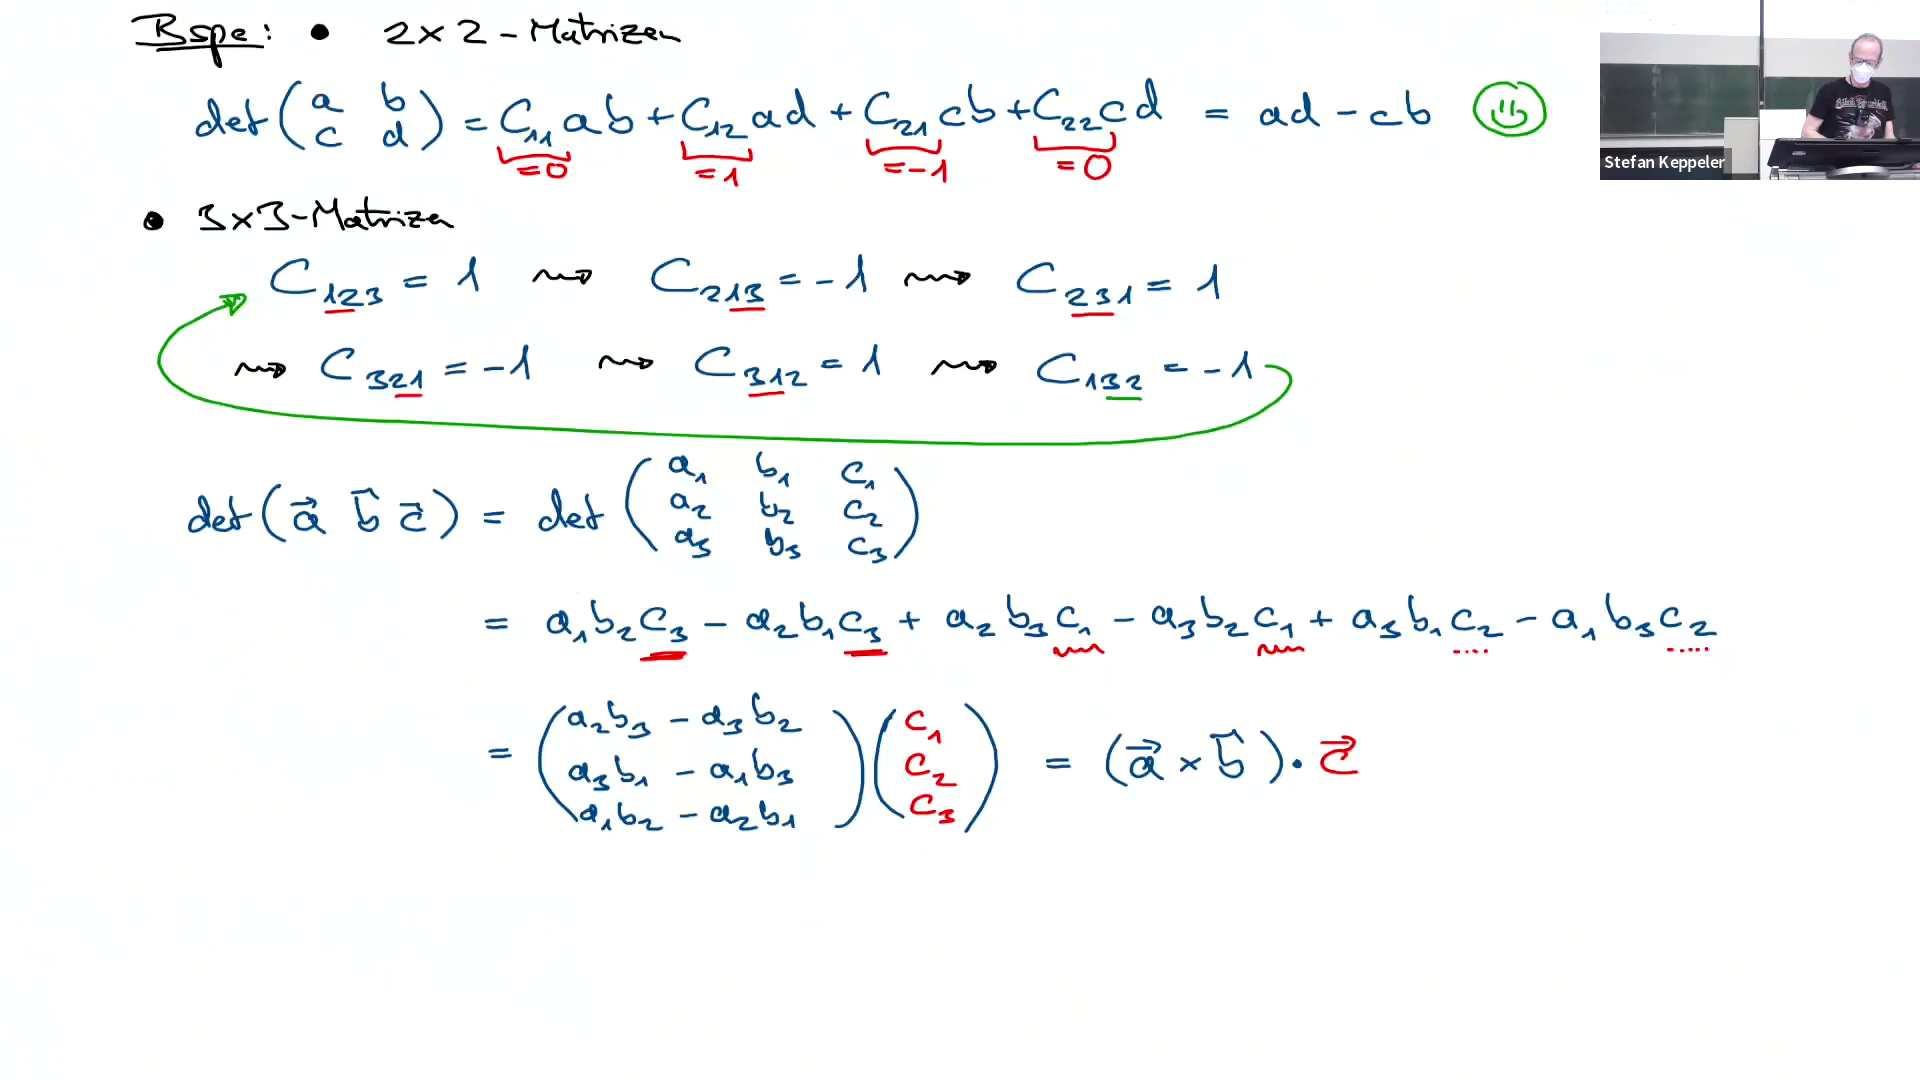 Bspe: • 2×2-Matrizen
det(a b c d) = C₁₁ab + C₁₂ad + C₂₁cb + C₂₂cd = ad - cb
=0 =1 =-1 =0
Stefan Keppeler
• 3×3-Matrizen
C₁₂₃ = 1 ⇝ C₂₁₃ = -1 ⇝ C₂₃₁ = 1
⇝ C₃₂₁ = -1 ⇝ C₃₁₂ = 1 ⇝ C₁₃₂ = -1
a₁ b₁ c₁
det(a⃗ b⃗ c⃗) = det ( a₂ b₂ c₂ )
a₃ b₃ c₃
= a₁b₂c₃ - a₂b₁c₃ + a₂b₃c₁ - a₃b₂c₁ + a₃b₁c₂ - a₁b₃c₂
a₂b₃ - a₃b₂ c₁
= ( a₃b₁ - a₁b₃ ) ( c₂ ) = (a⃗ × b⃗) · c⃗
a₁b₂ - a₂b₁ c₃